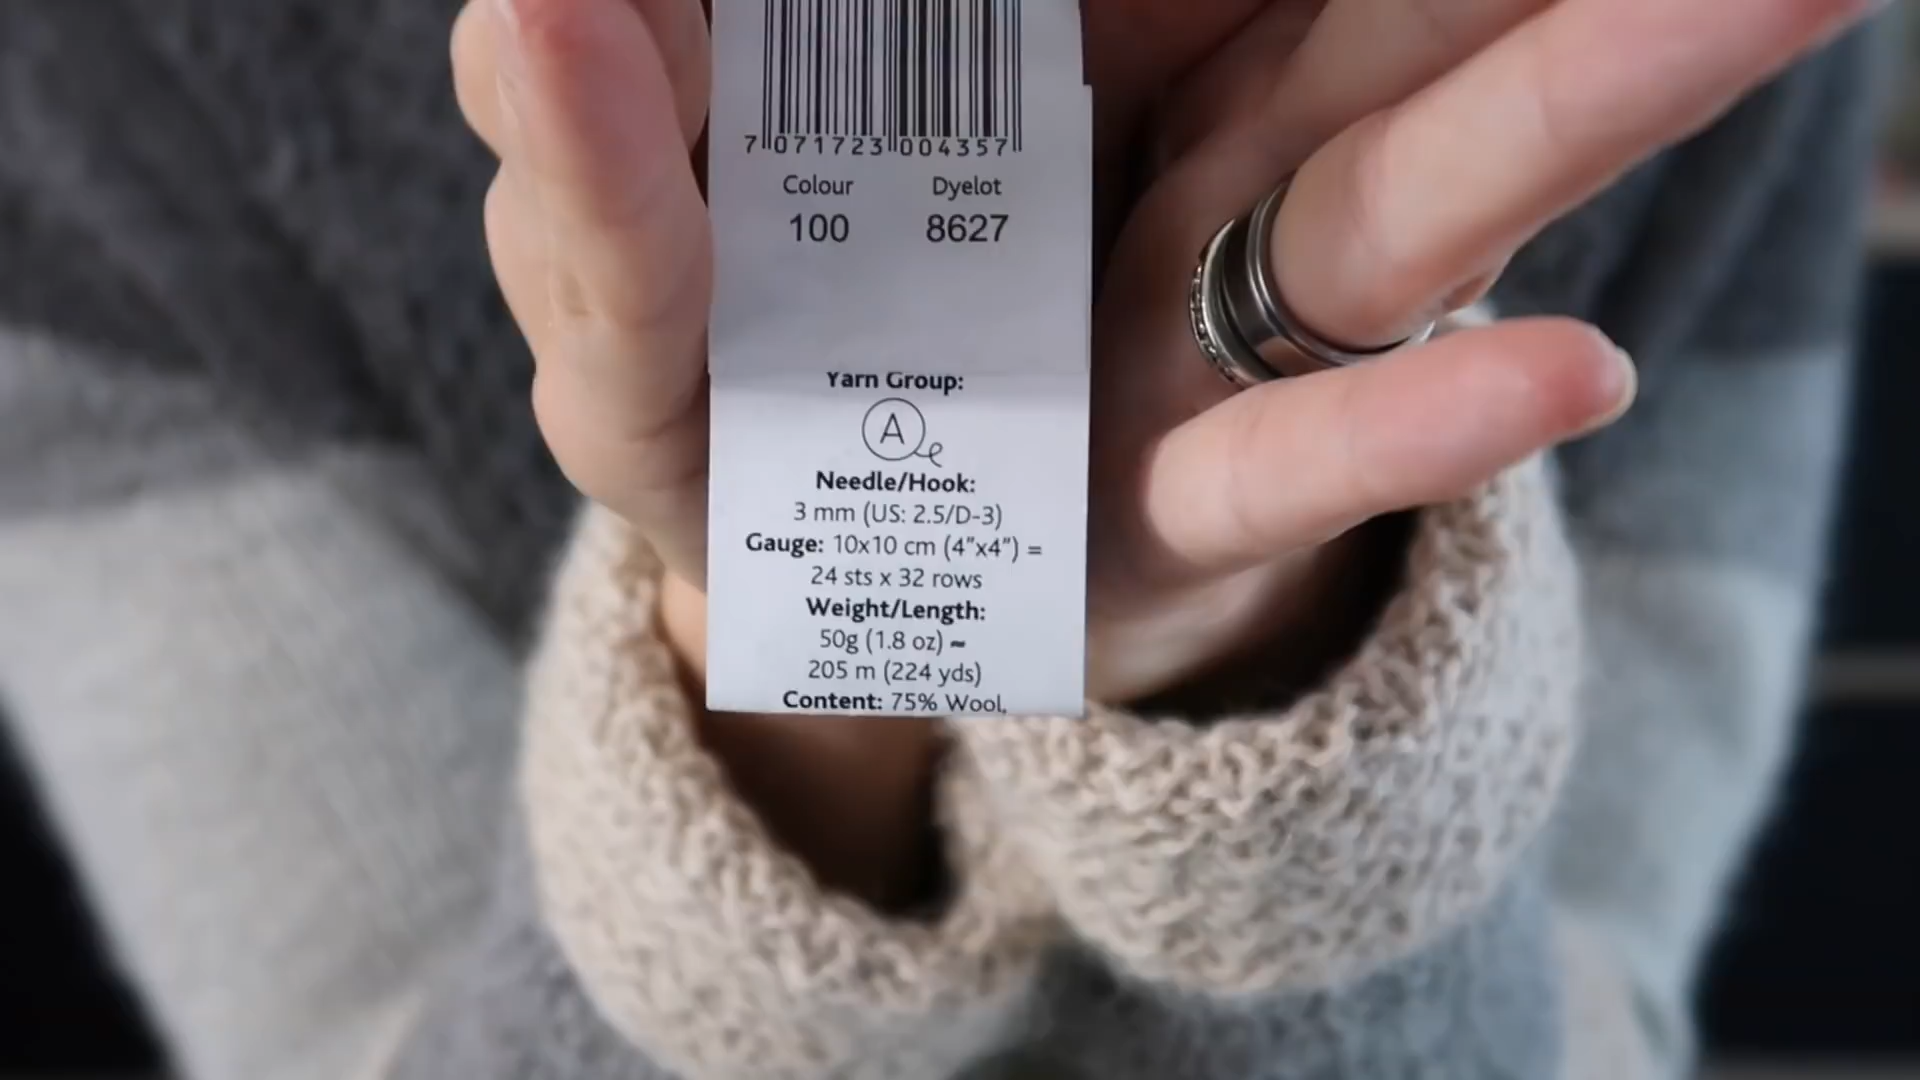 7 071723 004357
Colour Dyelot
100 8627
Yarn Group:
A
Needle/Hook:
3 mm (US: 2.5/D-3)
Gauge: 10x10 cm (4”x4”) =
24 sts x 32 rows
Weight/Length:
50g (1.8 oz) ~
205 m (224 yds)
Content: 75% Wool,